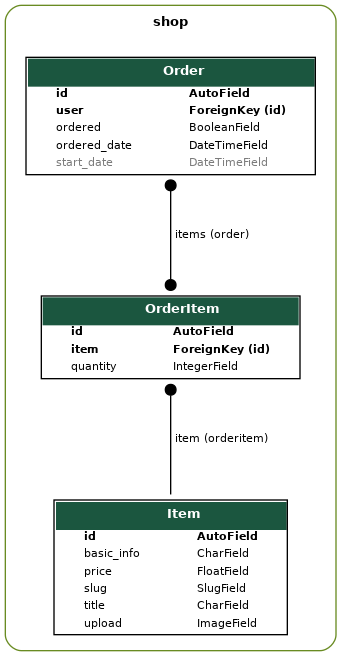 shop
Order
id AutoField
user ForeignKey (id)
ordered BooleanField
ordered_date DateTimeField
start_date DateTimeField
items (order)
OrderItem
id AutoField
item ForeignKey (id)
quantity IntegerField
item (orderitem)
Item
id AutoField
basic_info CharField
price FloatField
slug SlugField
title CharField
upload ImageField